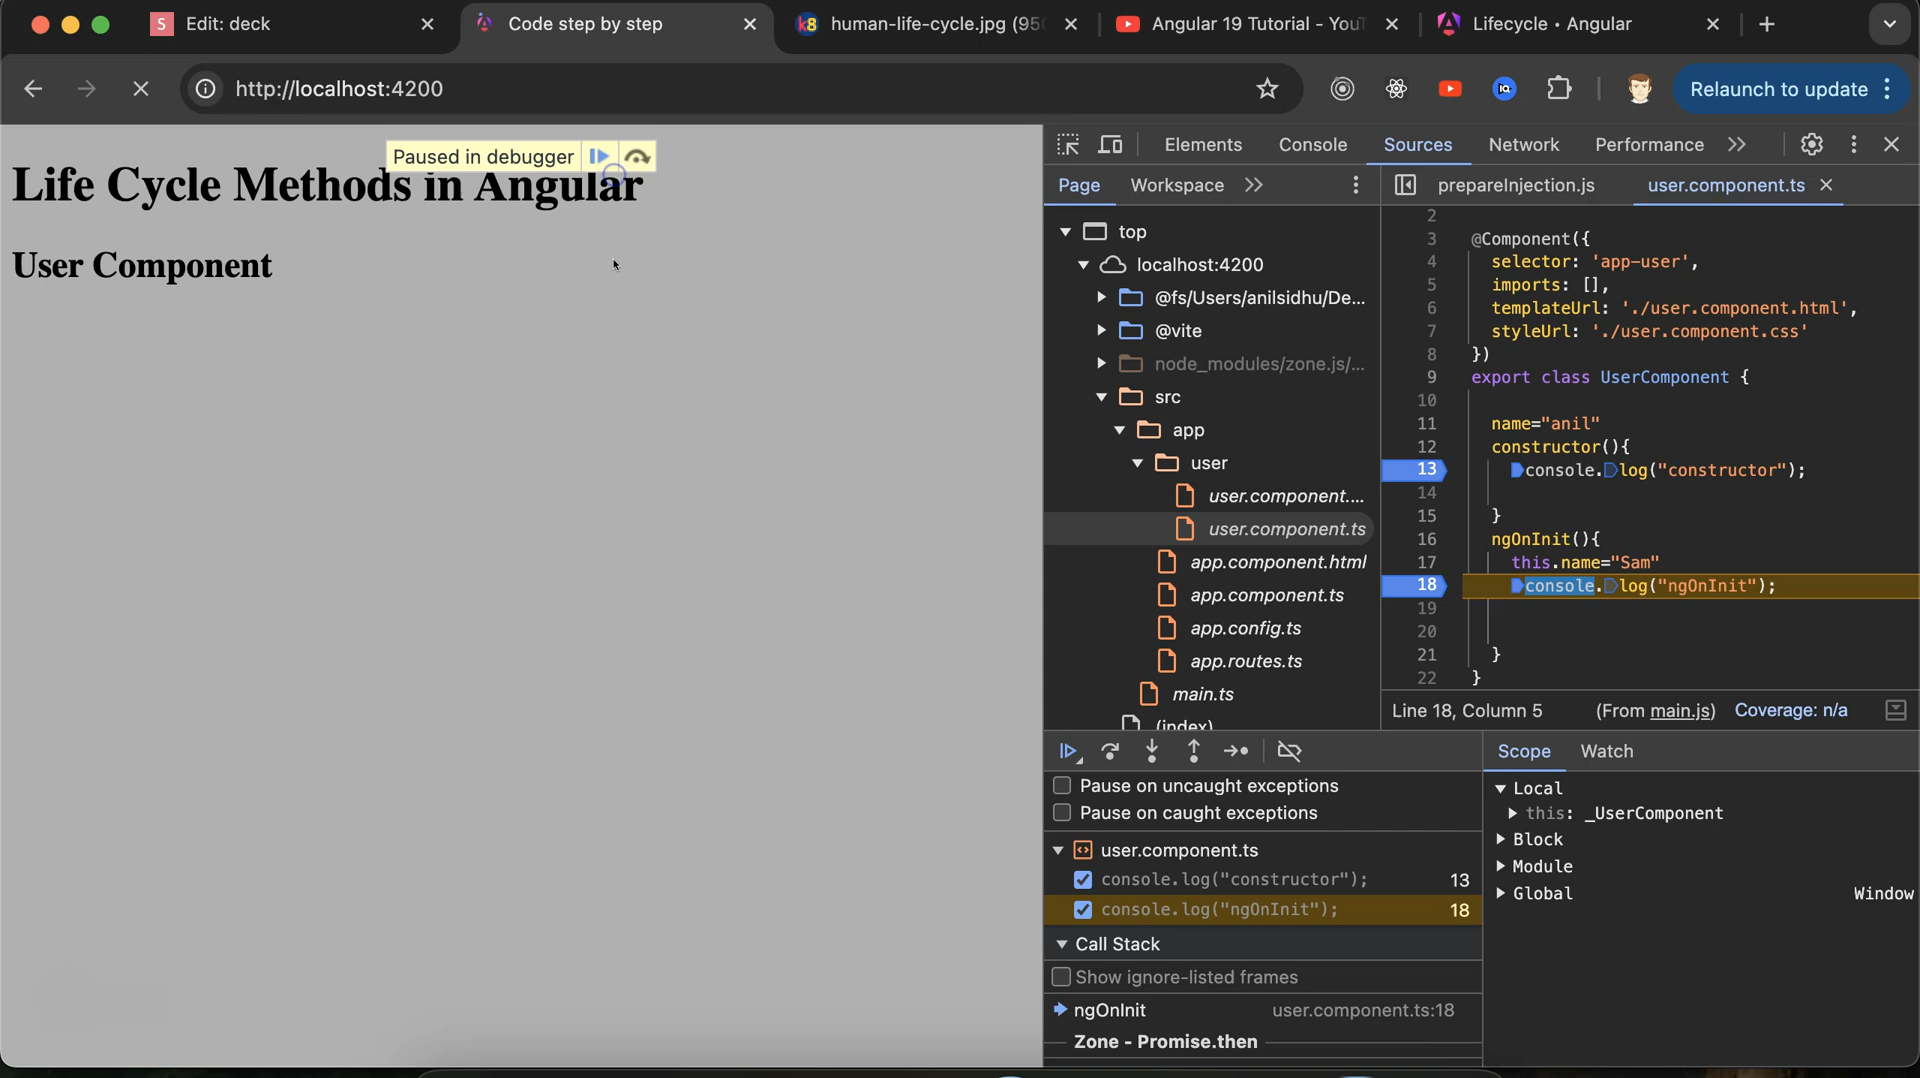 S Edit: deck
Code step by step
k8 human-life-cycle.jpg (950
Angular 19 Tutorial - YouT
Lifecycle • Angular
http://localhost:4200
IQ
Relaunch to update
Paused in debugger
Life Cycle Methods in Angular
User Component
Elements Console Sources Network Performance
Page Workspace
prepareInjection.js user.component.ts
top
localhost:4200
@fs/Users/anilsidhu/De...
@vite
node_modules/zone.js/...
src
app
user
user.component....
user.component.ts
app.component.html
app.component.ts
app.config.ts
app.routes.ts
main.ts
(index)
2
3 @Component({
4 selector: 'app-user',
5 imports: [],
6 templateUrl: './user.component.html',
7 styleUrl: './user.component.css'
8 })
9 export class UserComponent {
10
11 name="anil"
12 constructor(){
13 console.log("constructor");
14
15 }
16 ngOnInit(){
17 this.name="Sam"
18 console.log("ngOnInit");
19
20
21 }
22 }
Line 18, Column 5 (From main.js) Coverage: n/a
Pause on uncaught exceptions
Pause on caught exceptions
user.component.ts
console.log("constructor"); 13
console.log("ngOnInit"); 18
Call Stack
Show ignore-listed frames
ngOnInit user.component.ts:18
Zone - Promise.then
Scope Watch
Local
this: _UserComponent
Block
Module
Global Window